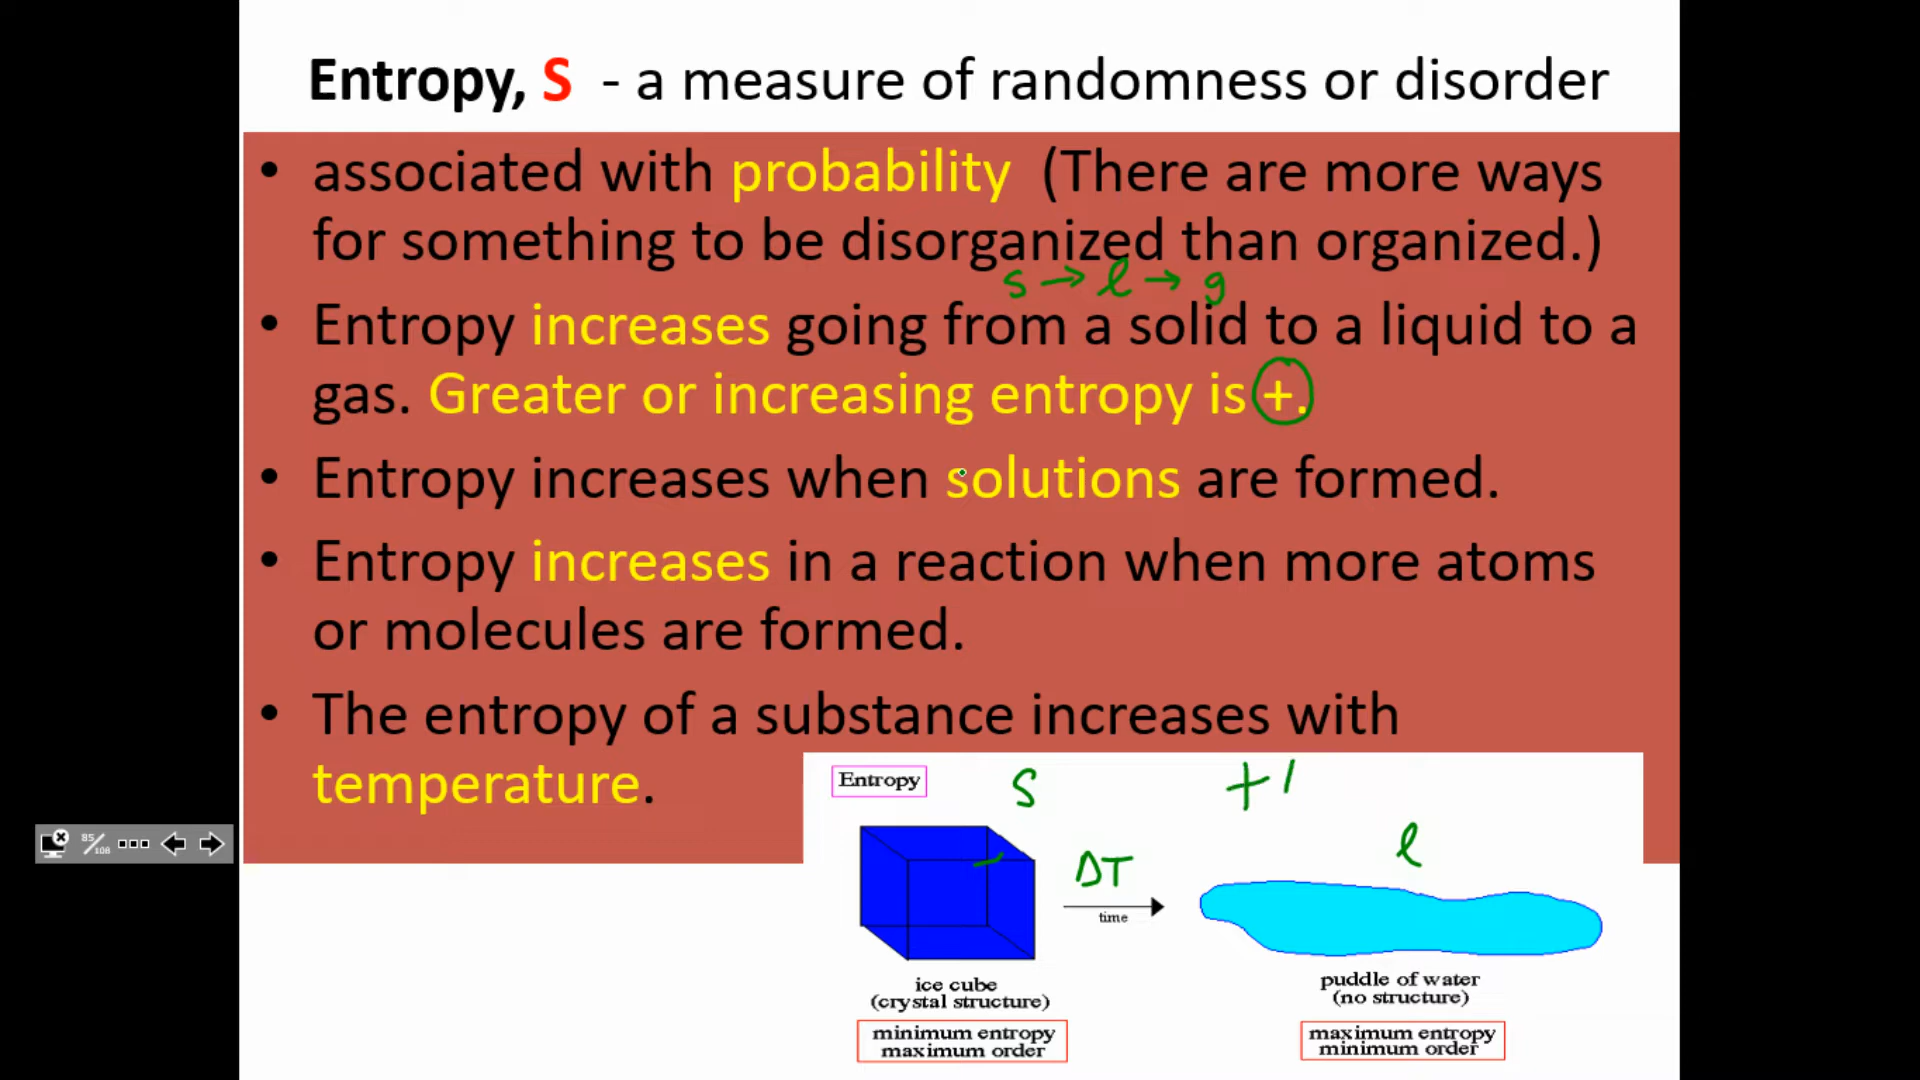 Entropy, S - a measure of randomness or disorder
• associated with probability (There are more ways
for something to be disorganized than organized.)
s → l → g
• Entropy increases going from a solid to a liquid to a
gas. Greater or increasing entropy is +.
• Entropy increases when solutions are formed.
• Entropy increases in a reaction when more atoms
or molecules are formed.
• The entropy of a substance increases with
temperature.
Entropy
S
+1
l
ΔT
time
85/108
ice cube
(crystal structure)
minimum entropy
maximum order
puddle of water
(no structure)
maximum entropy
minimum order